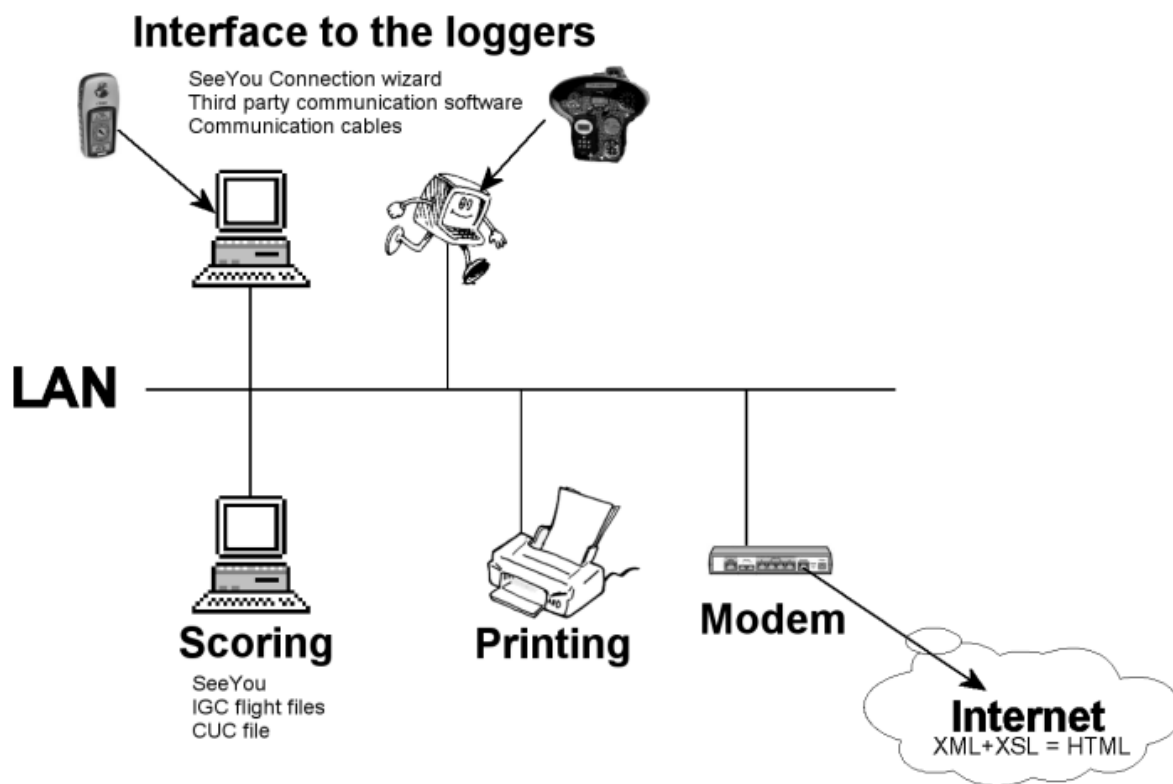 Interface to the loggers
SeeYou Connection wizard
Third party communication software
Communication cables
LAN
Scoring
SeeYou
IGC flight files
CUC file
Printing
Modem
Internet
XML+XSL = HTML